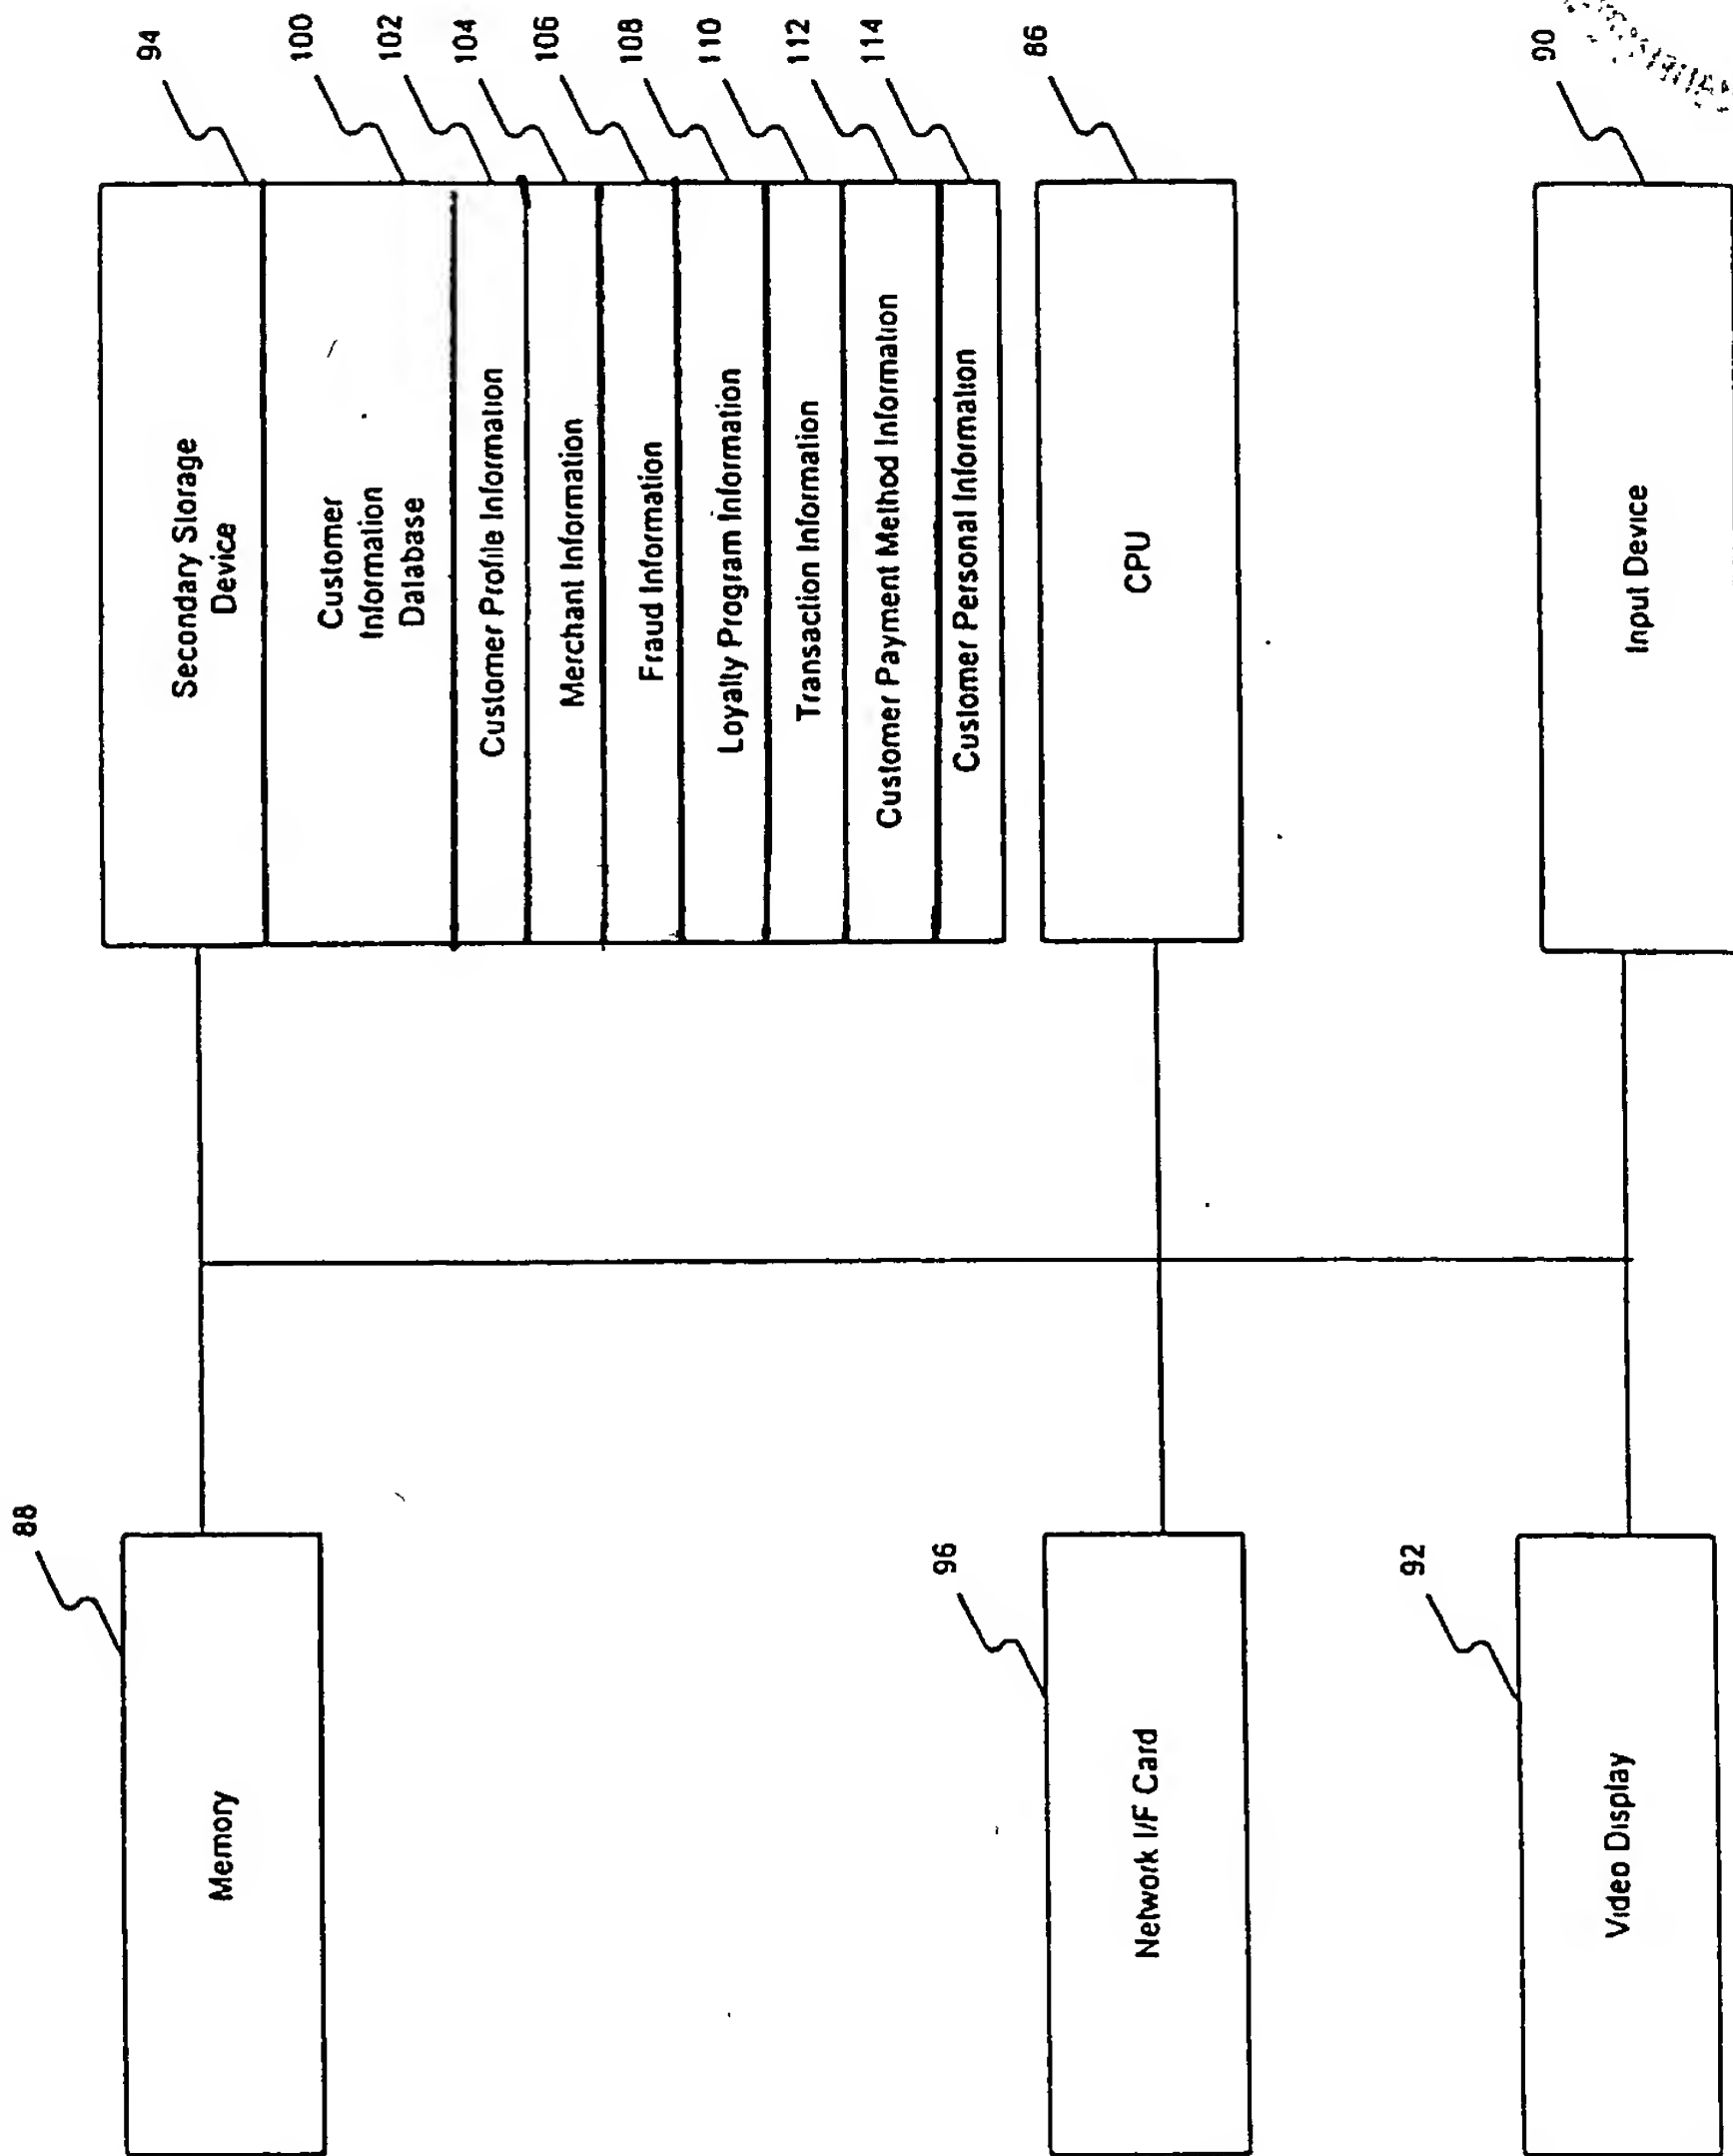 94
100
102
104
106
108
110
112
114
86
90
Secondary Storage
Device
Customer
Information
Database
Customer Profile Information
Merchant Information
Fraud Information
Loyalty Program Information
Transaction Information
Customer Payment Method Information
Customer Personal Information
CPU
Input Device
88
96
92
Memory
Network I/F Card
Video Display